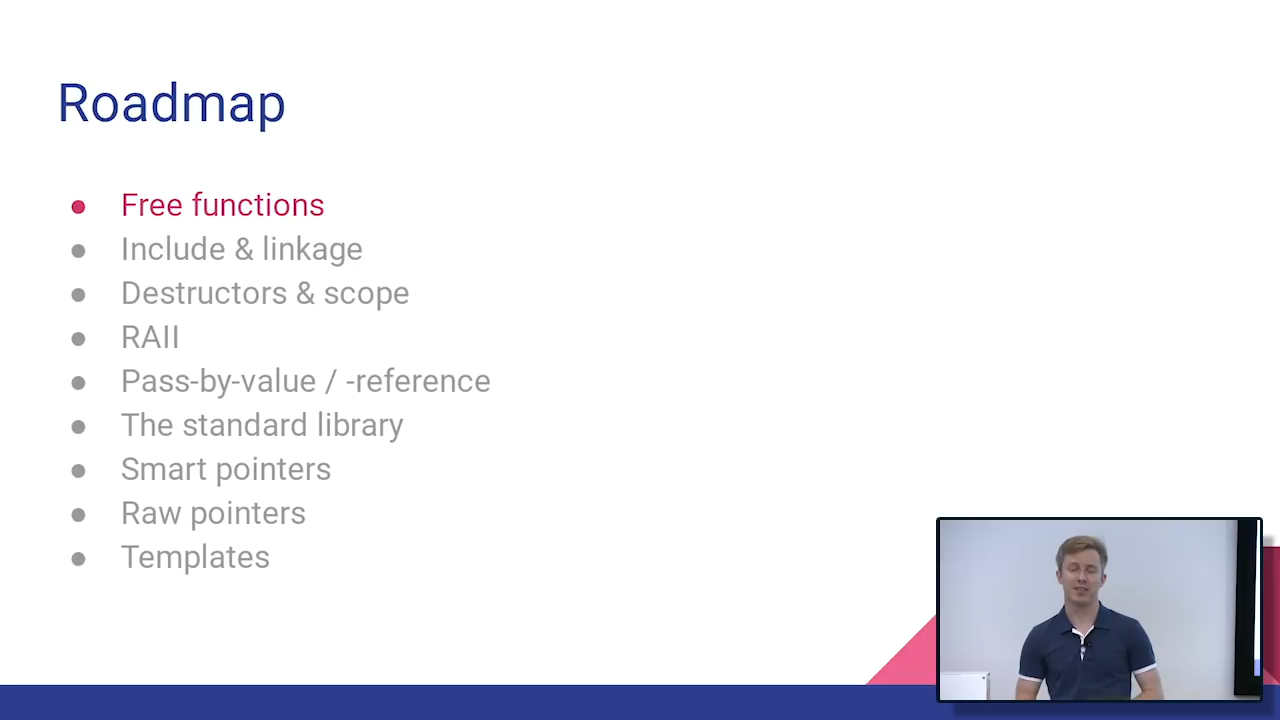 Roadmap
Free functions
Include & linkage
Destructors & scope
RAII
Pass-by-value / -reference
The standard library
Smart pointers
Raw pointers
Templates